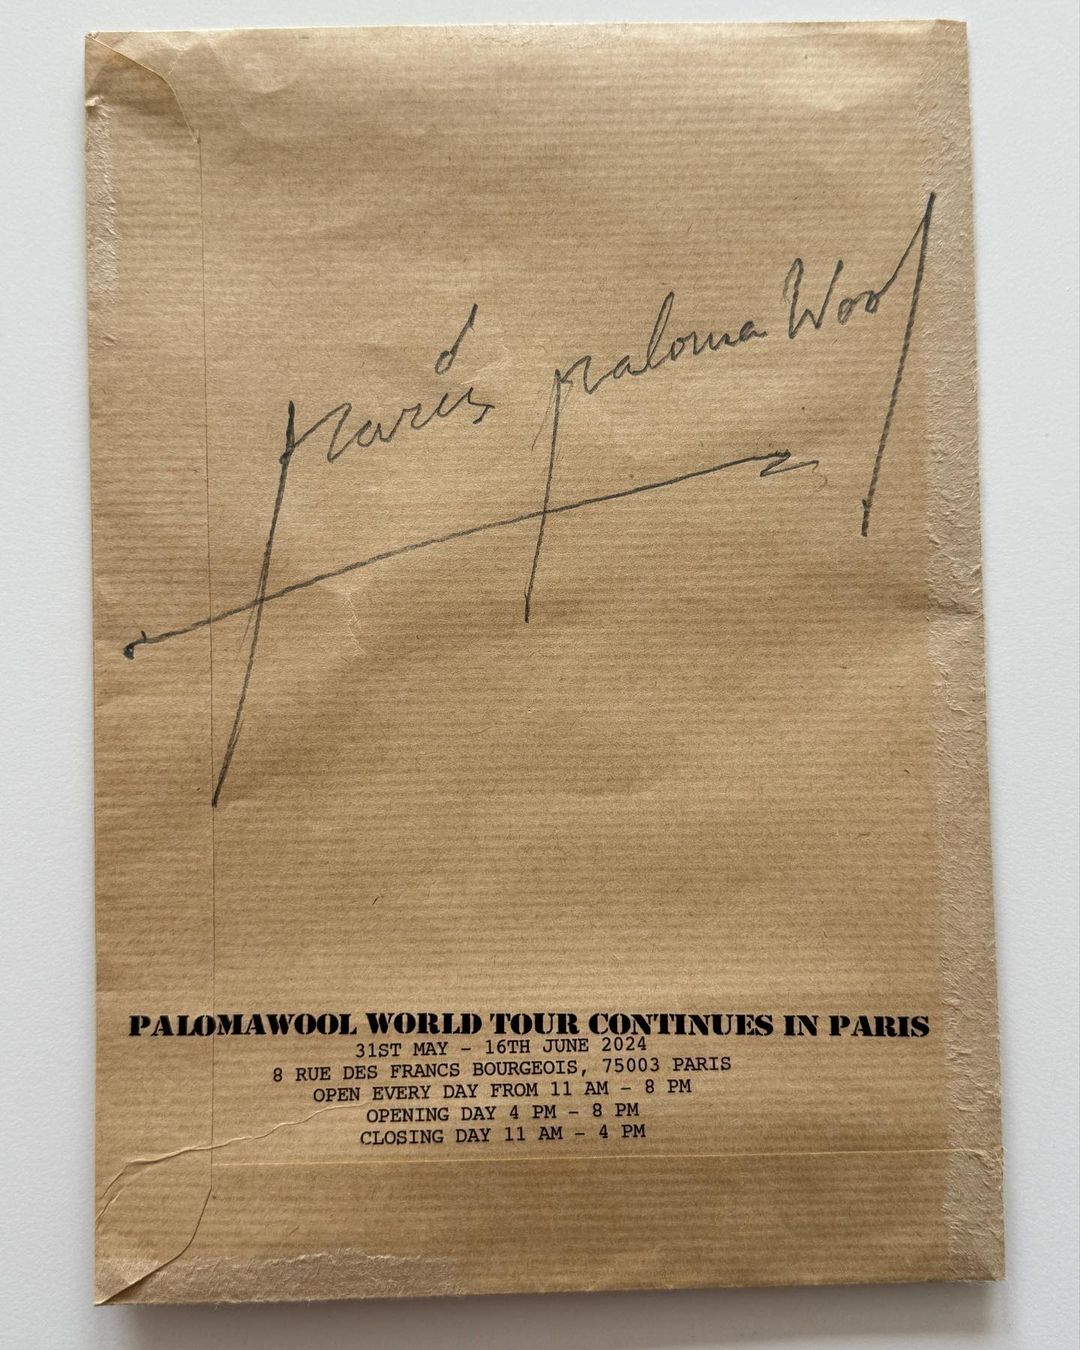 paris paloma Wool
PALOMAWOOL WORLD TOUR CONTINUES IN PARIS
31ST MAY - 16TH JUNE 2024
8 RUE DES FRANCS BOURGEOIS, 75003 PARIS
OPEN EVERY DAY FROM 11 AM - 8 PM
OPENING DAY 4 PM - 8 PM
CLOSING DAY 11 AM - 4 PM